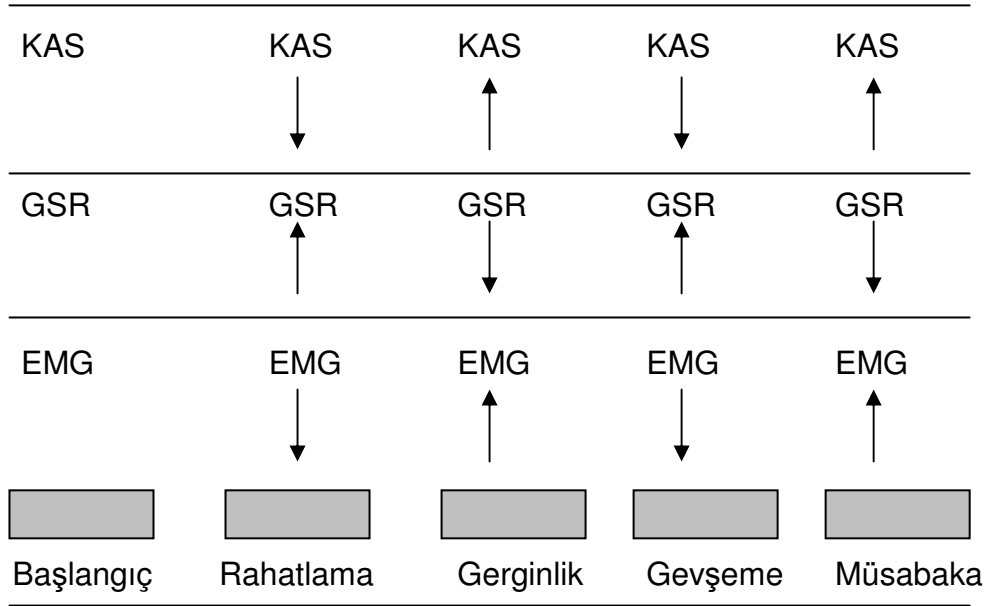 KAS KAS KAS KAS KAS
GSR GSR GSR GSR GSR
EMG EMG EMG EMG EMG
Başlangıç Rahatlama Gerginlik Gevşeme Müsabaka